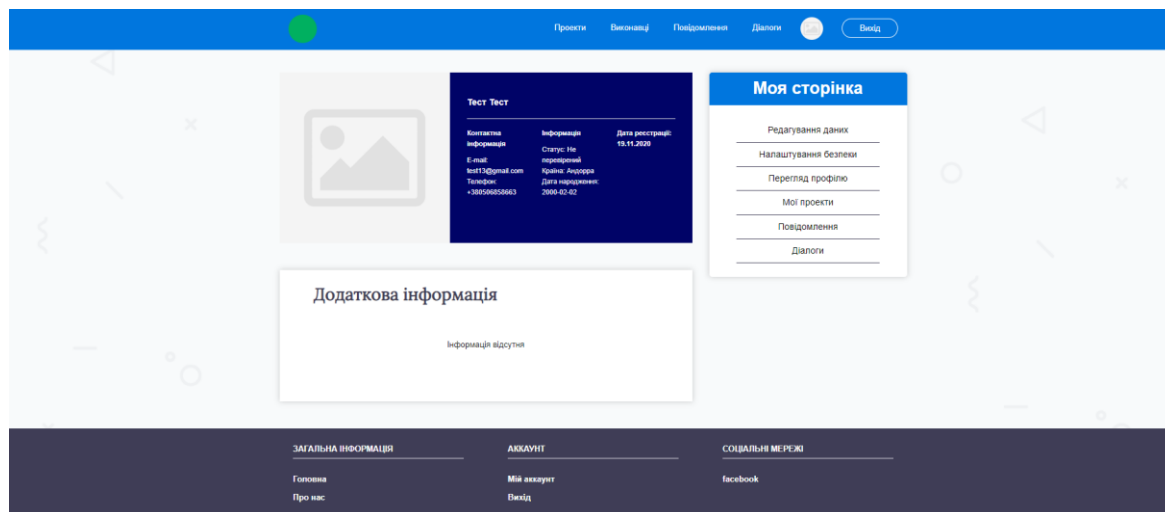 Проекти Виконавці Повідомлення Діалоги Вихід
Тест Тест
Контактна
інформація
E-mail:
test13@gmail.com
Телефон:
+380506858663
Інформація
Статус: Не
перевірений
Країна: Андорра
Дата народження:
2000-02-02
Дата реєстрації:
19.11.2020
Моя сторінка
Редагування даних
Налаштування безпеки
Перегляд профілю
Мої проекти
Повідомлення
Діалоги
Додаткова інформація
Інформація відсутня
ЗАГАЛЬНА ІНФОРМАЦІЯ
Головна
Про нас
АККАУНТ
Мій аккаунт
Вихід
СОЦІАЛЬНІ МЕРЕЖІ
facebook